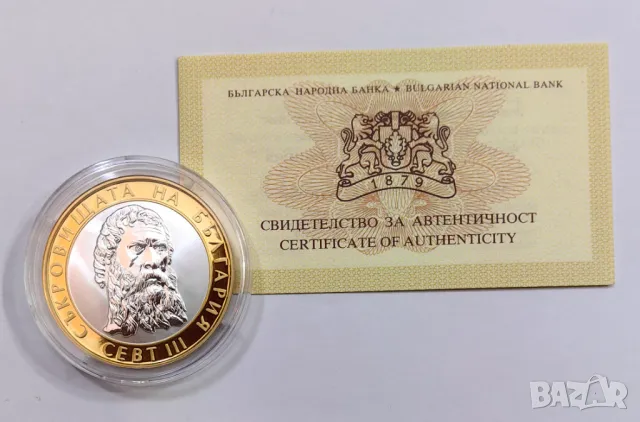 БЪЛГАРСКА НАРОДНА БАНКА ★ BULGARIAN NATIONAL BANK
1879
СВИДЕТЕЛСТВО ЗА АВТЕНТИЧНОСТ
CERTIFICATE OF AUTHENTICITY
СЪКРОВИЩАТА НА БЪЛГАРИЯ
СЕВТ III
BAZAR